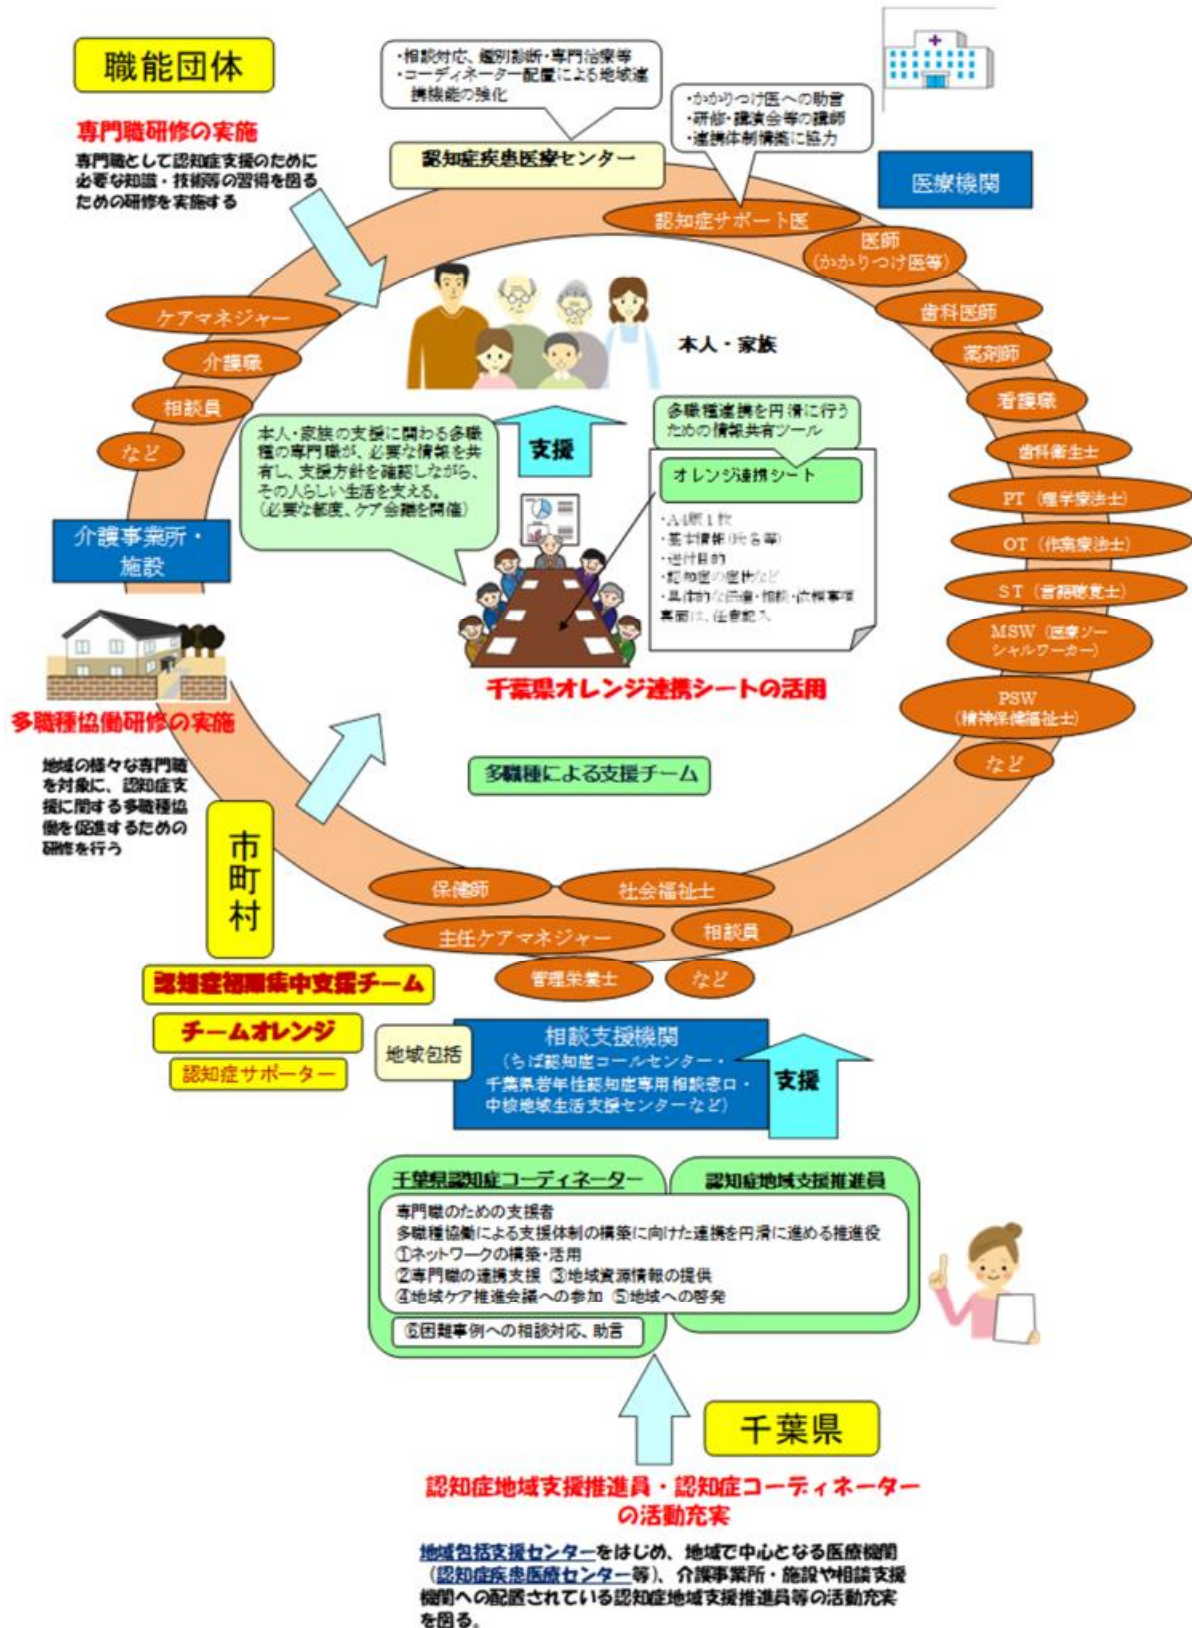 職能団体
専門職研修の実施
専門職として認知症支援のために
必要な知識・技術等の習得を図る
ための研修を実施する
・相談対応、鑑別診断・専門治療等
・コーディネーター配置による地域連
携機能の強化
認知症疾患医療センター
・かかりつけ医への助言
・研修・講演会等の講師
・連携体制構築に協力
医療機関
認知症サポート医
医師
(かかりつけ医等)
歯科医師
薬剤師
看護職
歯科衛生士
PT（理学療法士）
OT（作業療法士）
ST（言語聴覚士）
MSW（医療ソー
シャルワーカー）
PSW
（精神保健福祉士）
など
ケアマネジャー
介護職
相談員
など
介護事業所・
施設
本人・家族
本人・家族の支援に関わる多職
種の専門職が、必要な情報を共
有し、支援方針を確認しながら、
その人らしい生活を支える。
（必要な都度、ケア会議を開催）
支援
多職種連携を円滑に行う
ための情報共有ツール
オレンジ連携シート
・A4版１枚
・基本情報（氏名等）
・送付目的
・認知症の症状など
・具体的な伝達・相談・依頼事項
裏面は、任意記入
千葉県オレンジ連携シートの活用
多職種協働研修の実施
地域の様々な専門職
を対象に、認知症支
援に関する多職種協
働を促進するための
研修を行う
多職種による支援チーム
市町村
認知症初期集中支援チーム
チームオレンジ
認知症サポーター
保健師
社会福祉士
主任ケアマネジャー
相談員
管理栄養士
など
地域包括
相談支援機関
（ちば認知症コールセンター・
千葉県若年性認知症専用相談窓口・
中核地域生活支援センターなど）
支援
千葉県認知症コーディネーター
認知症地域支援推進員
専門職のための支援者
多職種協働による支援体制の構築に向けた連携を円滑に進める推進役
①ネットワークの構築・活用
②専門職の連携支援 ③地域資源情報の提供
④地域ケア推進会議への参加 ⑤地域への啓発
⑥困難事例への相談対応、助言
千葉県
認知症地域支援推進員・認知症コーディネーター
の活動充実
地域包括支援センターをはじめ、地域で中心となる医療機関
（認知症疾患医療センター等）、介護事業所・施設や相談支援
機関への配置されている認知症地域支援推進員等の活動充実
を図る。